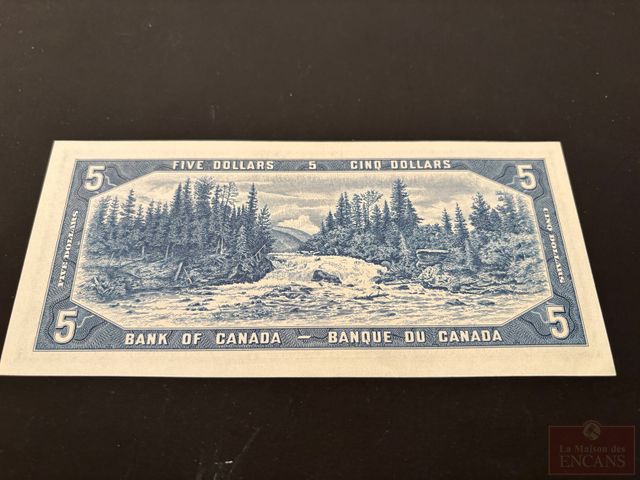 FIVE DOLLARS 5 CINQ DOLLARS
5
5
FIVE DOLLARS
CINQ DOLLARS
5
5
BANK OF CANADA — BANQUE DU CANADA
La Maison des
ENCANS